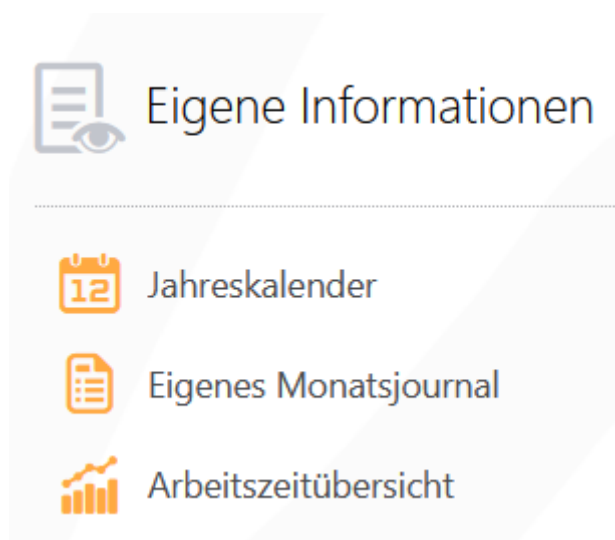 Eigene Informationen
12
Jahreskalender
Eigenes Monatsjournal
Arbeitszeitübersicht